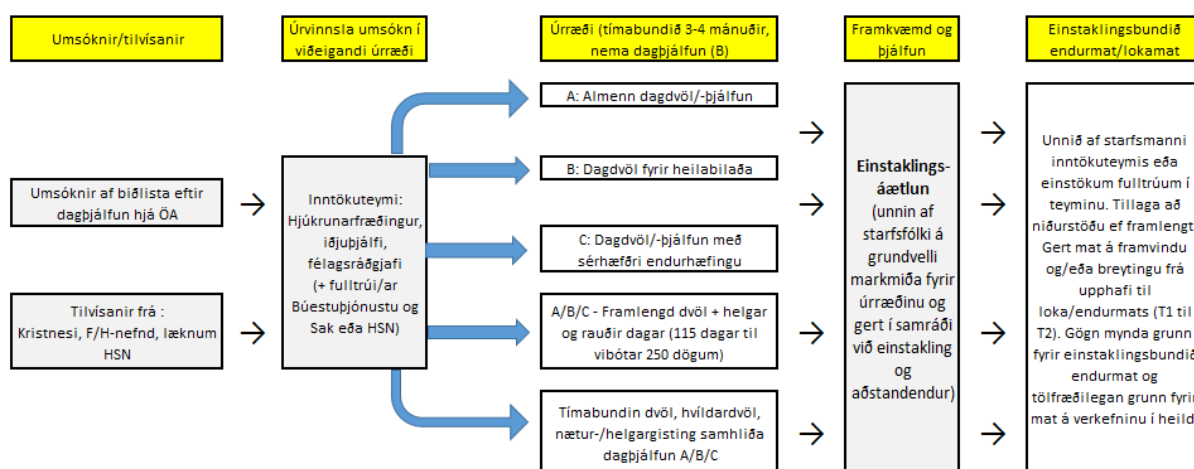 Umsóknir/tilvísanir
Úrvinnsla umsókn í
viðeigandi úrræði
Úrræði (tímabundið 3-4 mánuðir,
nema dagþjálfun (B)
Framkvæmd og
þjálfun
Einstaklingsbundið
endurmat/lokamat
Umsóknir af biðlista eftir
dagþjálfun hjá ÖA
Tilvísanir frá :
Kristnesi, F/H-nefnd, læknum
HSN
Inntökuteymi:
Hjúkrunarfræðingur,
iðjuþjálfi,
félagsráðgjafi
(+ fulltrúi/ar
Búestuþjónustu og
Sak eða HSN)
A: Almenn dagdvöl/-þjálfun
B: Dagdvöl fyrir heilabilaða
C: Dagdvöl/-þjálfun með
sérhæfðri endurhæfingu
A/B/C - Framlengd dvöl + helgar
og rauðir dagar (115 dagar til
vibótar 250 dögum)
Tímabundin dvöl, hvíldardvöl,
nætur-/helgargisting samhliða
dagþjálfun A/B/C
Einstaklings-
áætlun
(unnin af
starfsfólki á
grundvelli
markmiða fyrir
úrræðinu og
gert í samráði
við einstakling
og
aðstandendur)
Unnið af starfsmanni
inntökuteymis eða
einstökum fulltrúum í
teyminu. Tillaga að
niðurstöðu ef framlengt
Gert mat á framvindu
og/eða breytingu frá
upphafi til
loka/endurmats (T1 til
T2). Gögn mynda grunn
fyrir einstaklingsbundið
endurmat og
tölfræðilegan grunn fyrir
mat á verkefninu í heild